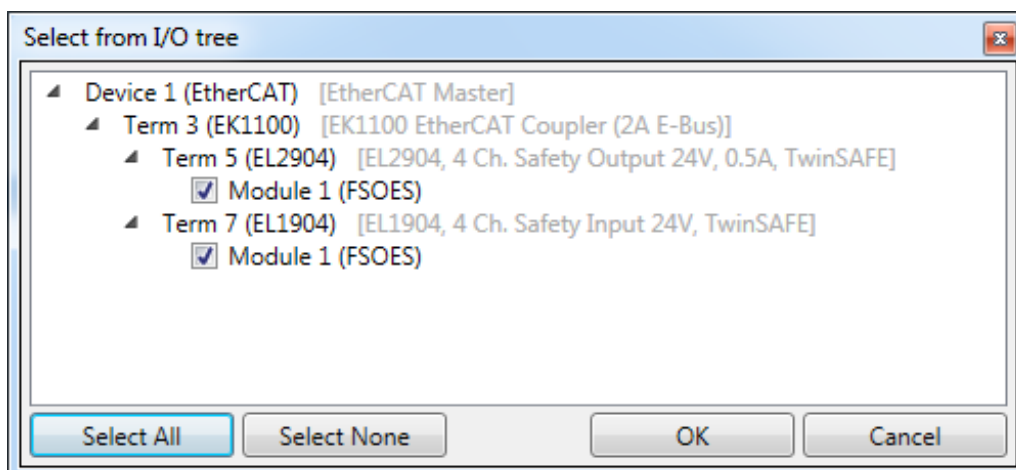 Select from I/O tree
Device 1 (EtherCAT) [EtherCAT Master]
Term 3 (EK1100) [EK1100 EtherCAT Coupler (2A E-Bus)]
Term 5 (EL2904) [EL2904, 4 Ch. Safety Output 24V, 0.5A, TwinSAFE]
Module 1 (FSOES)
Term 7 (EL1904) [EL1904, 4 Ch. Safety Input 24V, TwinSAFE]
Module 1 (FSOES)
Select All Select None OK Cancel